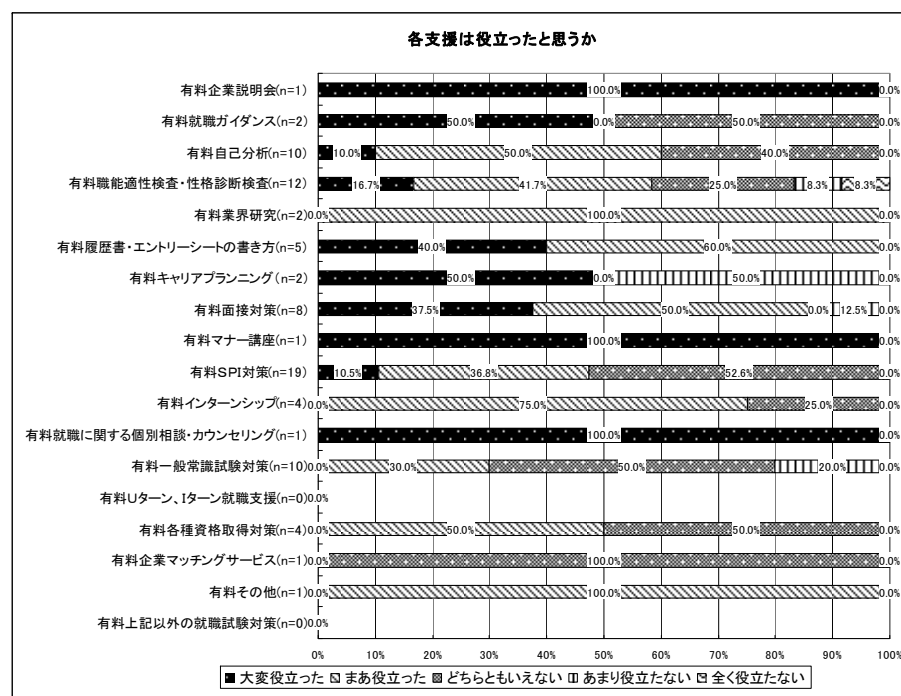 各支援は役立ったと思うか
有料企業説明会(n=1) 100.0% 0.0%
有料就職ガイダンス(n=2) 50.0% 0.0% 50.0% 0.0%
有料自己分析(n=10) 10.0% 50.0% 40.0% 0.0%
有料職能適性検査・性格診断検査(n=12) 16.7% 41.7% 25.0% 8.3% 8.3%
有料業界研究(n=2) 0.0% 100.0% 0.0%
有料履歴書・エントリーシートの書き方(n=5) 40.0% 60.0% 0.0%
有料キャリアプランニング(n=2) 50.0% 0.0% 50.0% 0.0%
有料面接対策(n=8) 37.5% 50.0% 0.0% 12.5% 0.0%
有料マナー講座(n=1) 100.0% 0.0%
有料SPI対策(n=19) 10.5% 36.8% 52.6% 0.0%
有料インターンシップ(n=4) 0.0% 75.0% 25.0% 0.0%
有料就職に関する個別相談・カウンセリング(n=1) 100.0% 0.0%
有料一般常識試験対策(n=10) 0.0% 30.0% 50.0% 20.0% 0.0%
有料Uターン、Iターン就職支援(n=0) 0.0%
有料各種資格取得対策(n=4) 0.0% 50.0% 50.0% 0.0%
有料企業マッチングサービス(n=1) 0.0% 100.0% 0.0%
有料その他(n=1) 0.0% 100.0% 0.0%
有料上記以外の就職試験対策(n=0) 0.0%
0% 10% 20% 30% 40% 50% 60% 70% 80% 90% 100%
大変役立った まあ役立った どちらともいえない あまり役立たない 全く役立たない